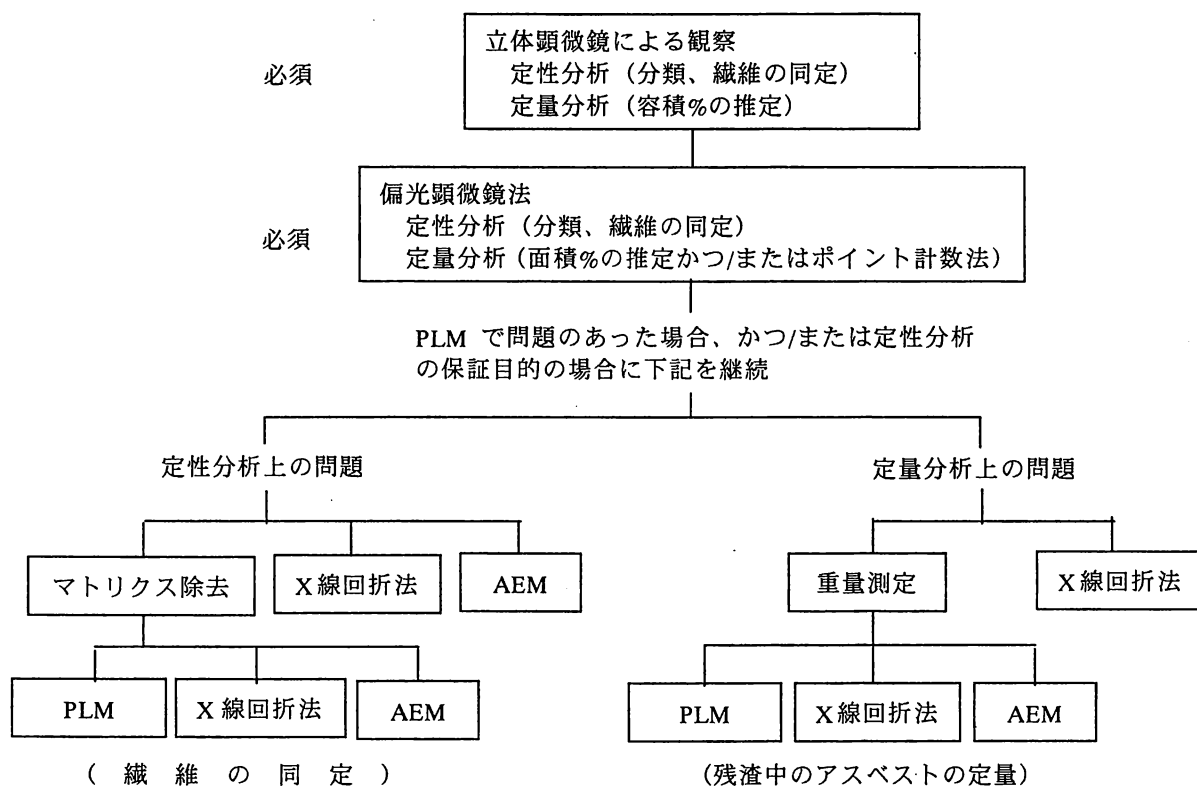 立体顕微鏡による観察
必須
定性分析（分類、繊維の同定）
定量分析（容積%の推定）
偏光顕微鏡法
定性分析（分類、繊維の同定）
必須
定量分析（面積%の推定かつ/またはポイント計数法）
PLM で問題のあった場合、かつ/または定性分析
の保証目的の場合に下記を継続
定性分析上の問題
定量分析上の問題
マトリクス除去
X線回折法
AEM
重量測定
X線回折法
PLM
X線回折法
AEM
PLM
X線回折法
AEM
（繊維の同定）
(残渣中のアスベストの定量)